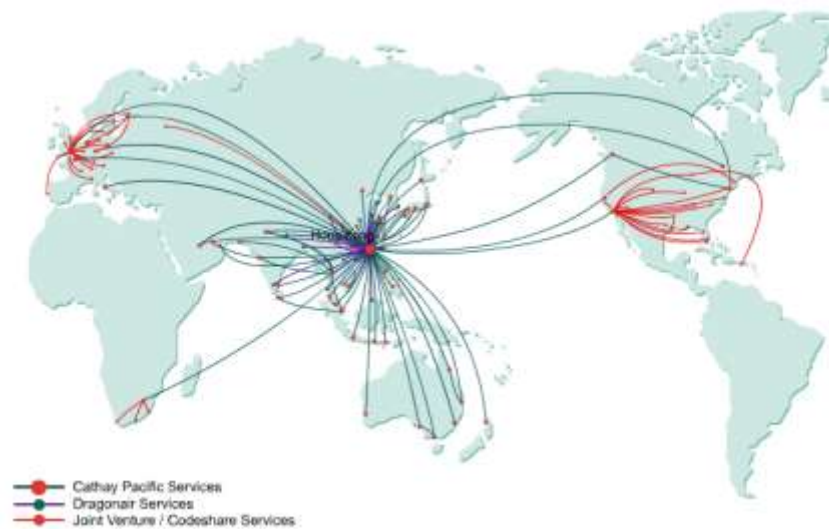 Hong Kong
Cathay Pacific Services
Dragonair Services
Joint Venture / Codeshare Services